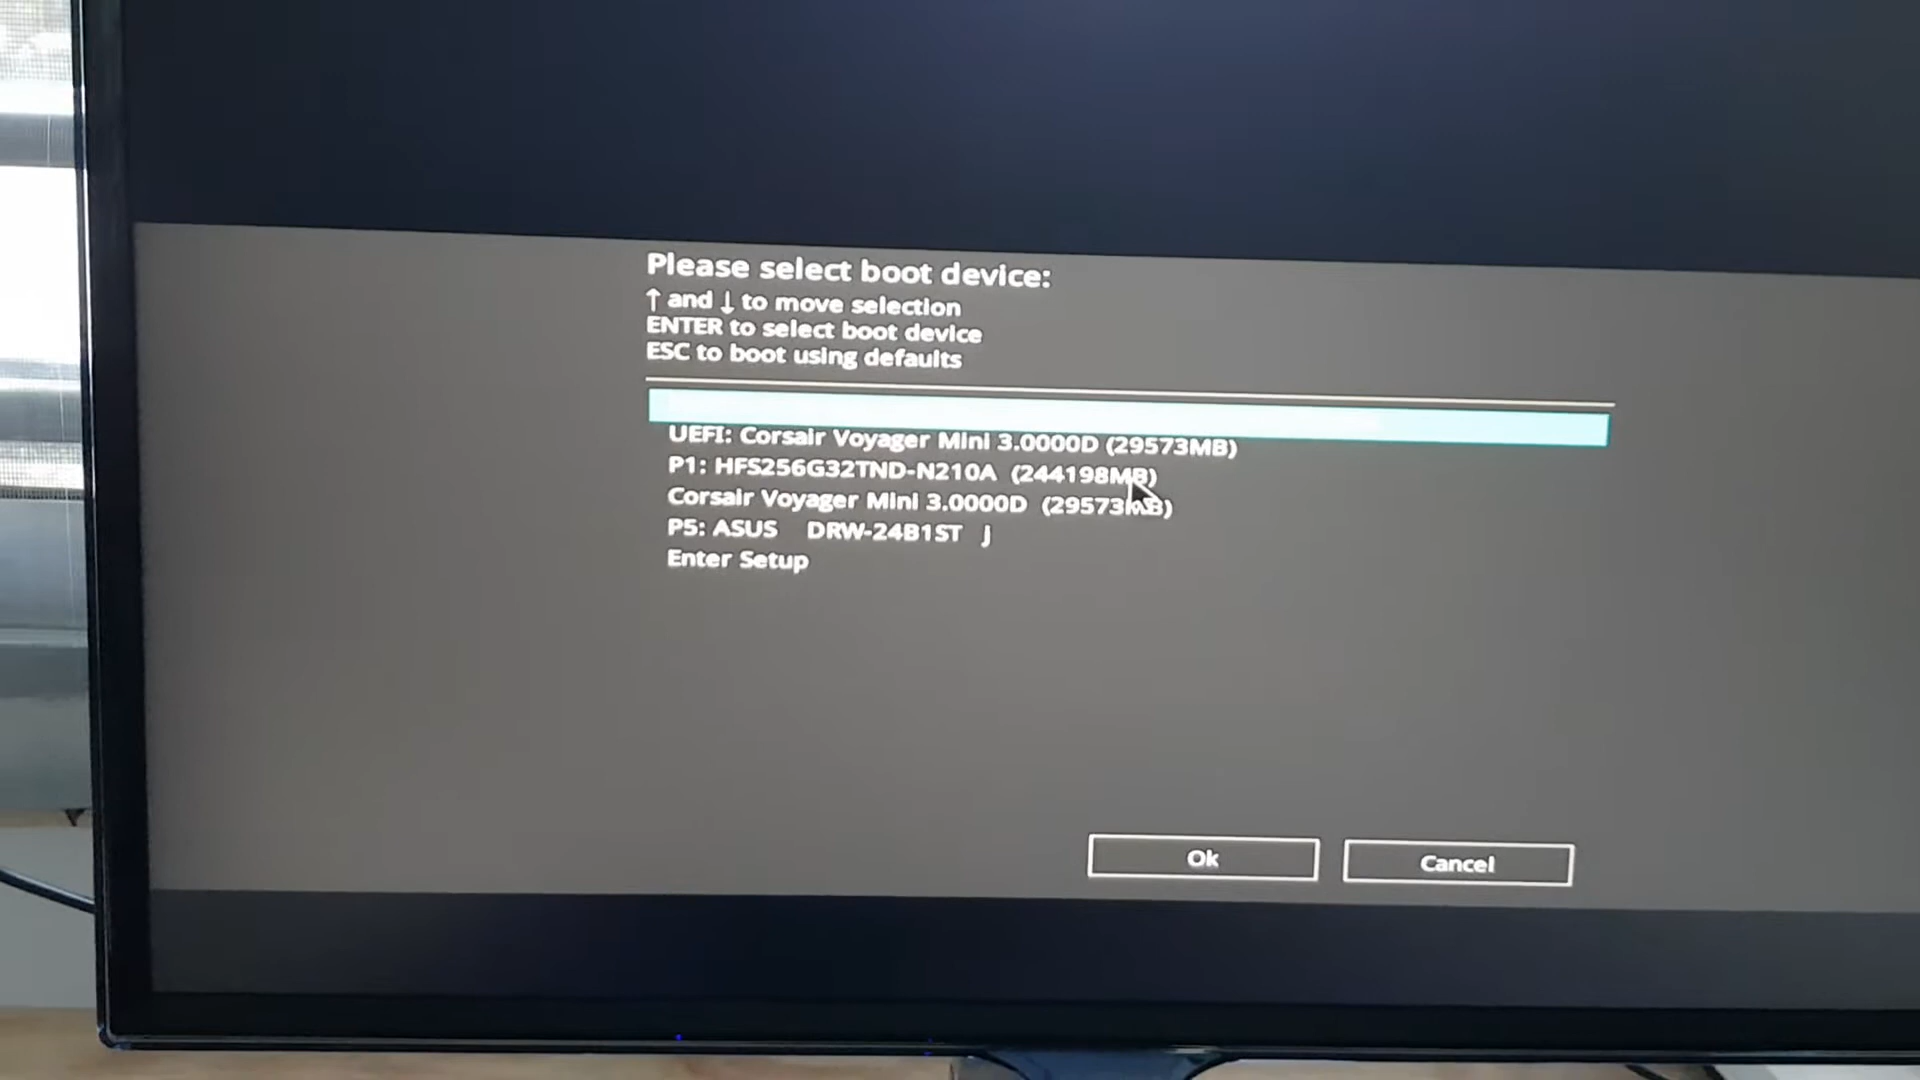 Please select boot device:
↑ and ↓ to move selection
ENTER to select boot device
ESC to boot using defaults
UEFI: Corsair Voyager Mini 3.0000D (29573MB)
P1: HFS256G32TND-N210A (244198MB)
Corsair Voyager Mini 3.0000D (29573MB)
P5: ASUS DRW-24B1ST j
Enter Setup
Ok Cancel